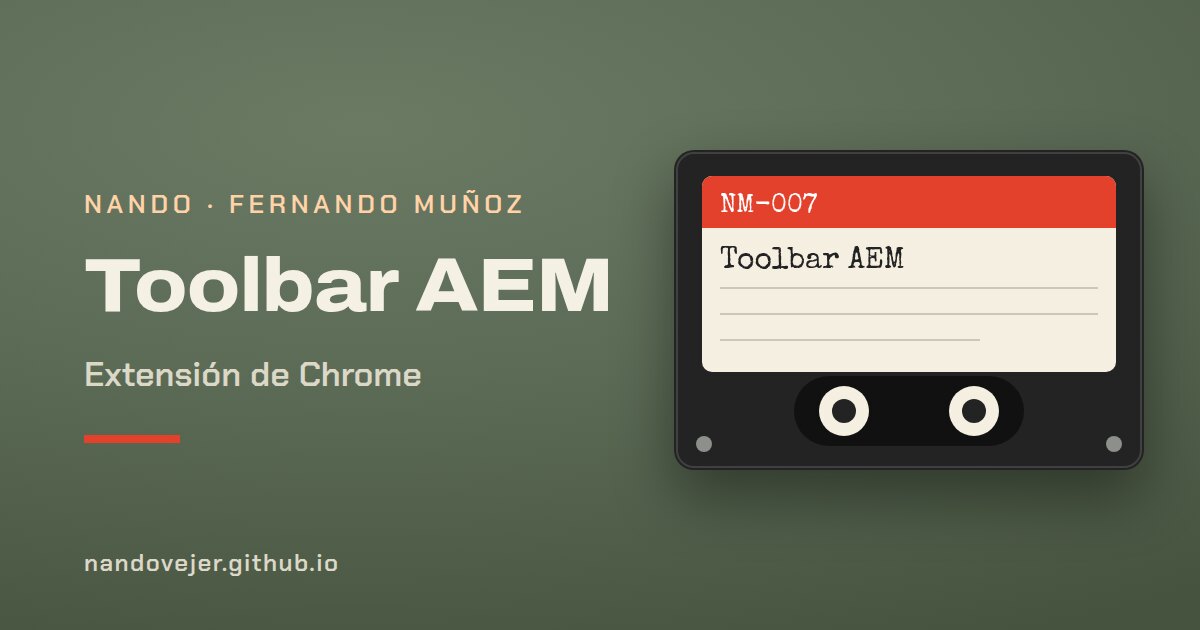 NANDO · FERNANDO MUÑOZ
Toolbar AEM
Extensión de Chrome
nandovejer.github.io
NM-007
Toolbar AEM